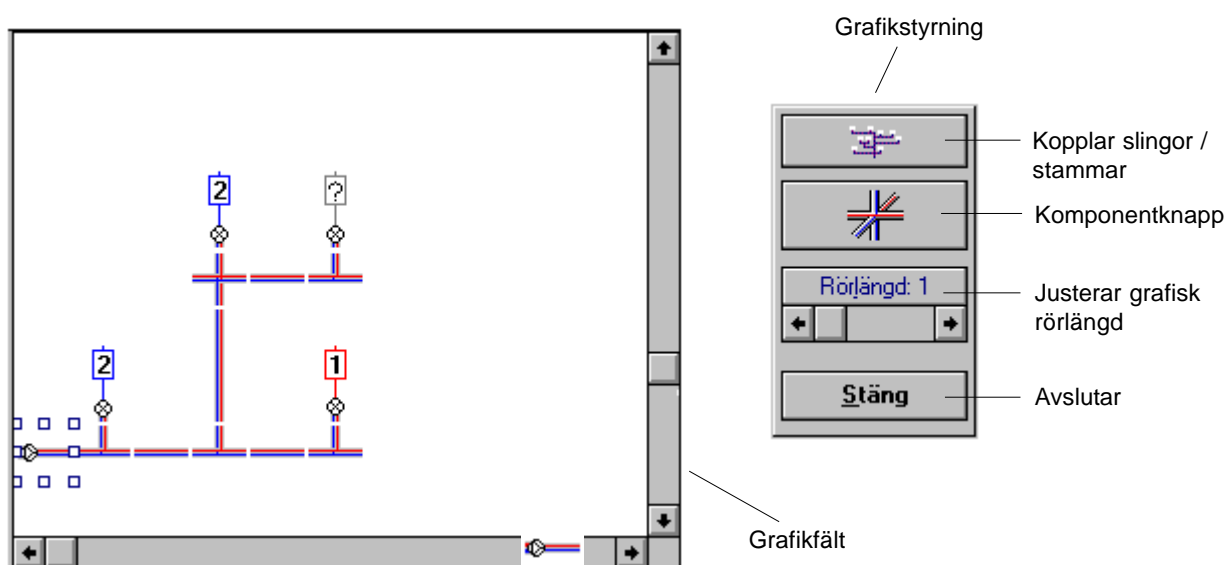 Grafikstyrning
Kopplar slingor /
stammar
Komponentknapp
Rörlängd: 1
Justerar grafisk
rörlängd
Stäng
Avslutar
2
?
2
1
Grafikfält